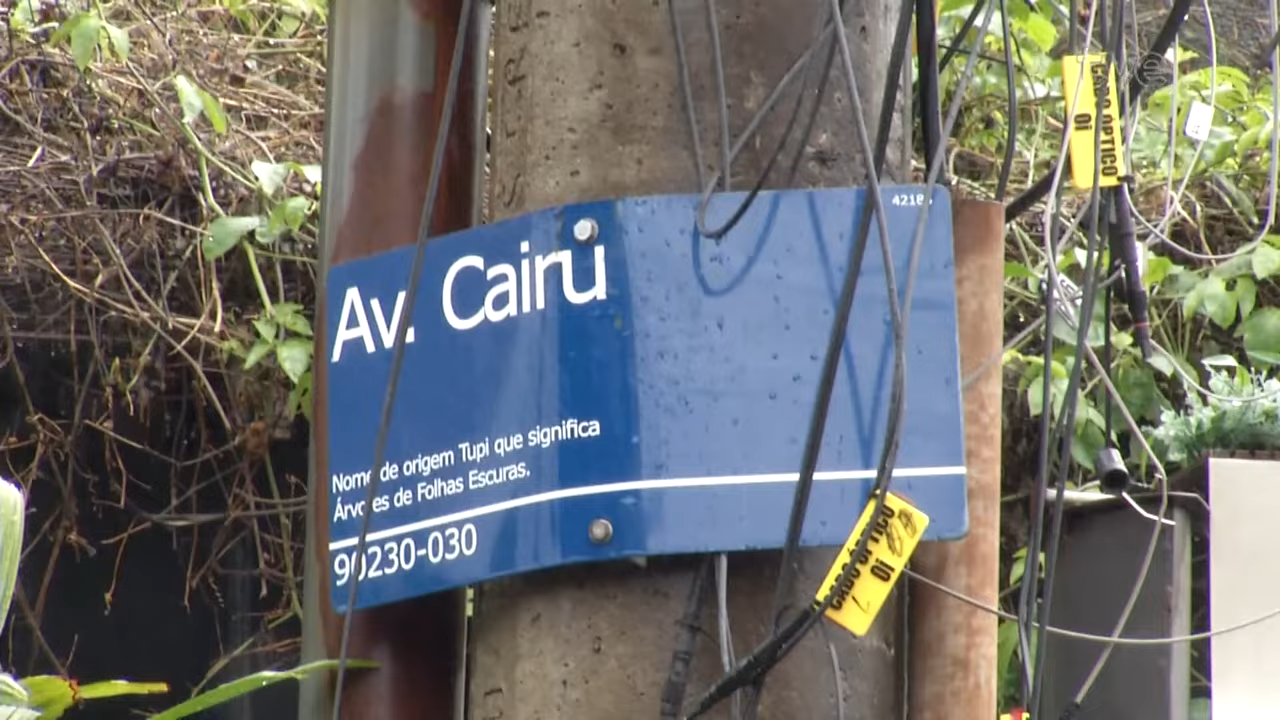 Av. Cairu
Nome de origem Tupi que significa
Árvores de Folhas Escuras.
90230-030
CABO ÓPTICO
Oi
CABO ÓPTICO
Oi